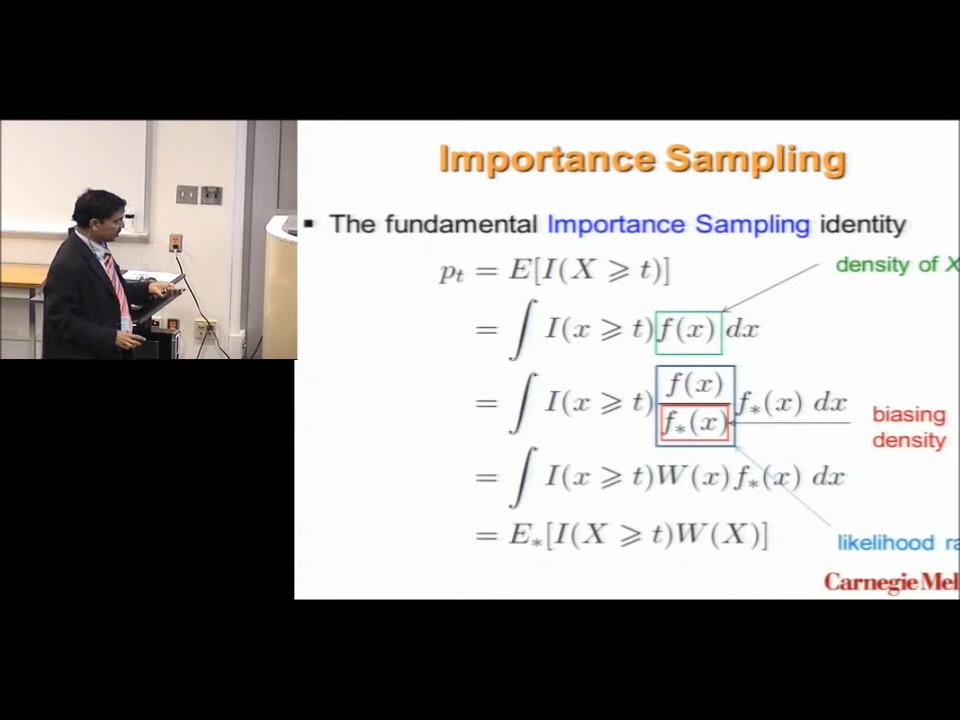 Importance Sampling
▪ The fundamental Importance Sampling identity
p_t = E[I(X ⩾ t)]
density of X
= ∫ I(x ⩾ t) f(x) dx
= ∫ I(x ⩾ t) f(x)/f_*(x) f_*(x) dx
biasing
density
= ∫ I(x ⩾ t)W(x)f_*(x) dx
= E_*[I(X ⩾ t)W(X)]
likelihood
Carnegie Mel